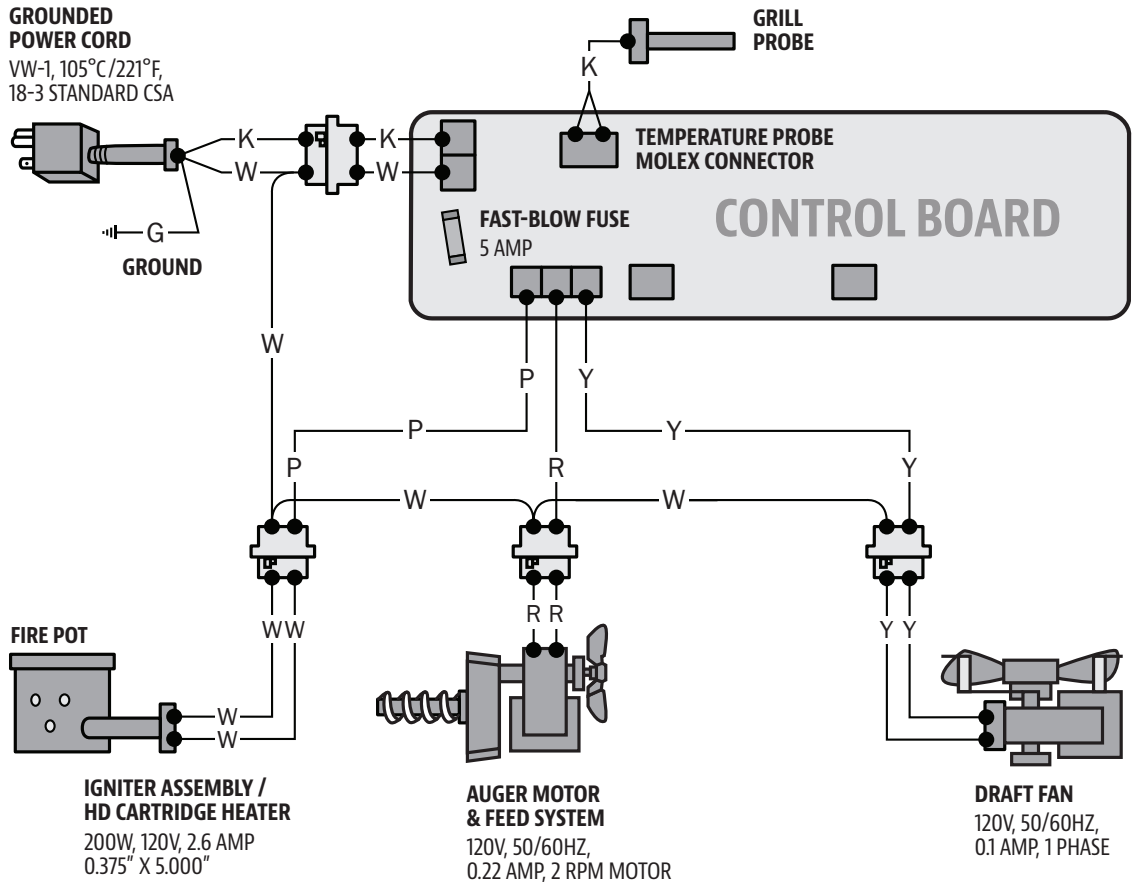 GROUNDED
POWER CORD
VW-1, 105°C/221°F,
18-3 STANDARD CSA
GRILL
PROBE
K
K
K
W
W
TEMPERATURE PROBE
MOLEX CONNECTOR
CONTROL BOARD
FAST-BLOW FUSE
5 AMP
G
GROUND
W
P
Y
P
Y
P
R
Y
W
W
R R
W W
Y Y
FIRE POT
W
W
IGNITER ASSEMBLY /
HD CARTRIDGE HEATER
200W, 120V, 2.6 AMP
0.375" X 5.000"
AUGER MOTOR
& FEED SYSTEM
120V, 50/60HZ,
0.22 AMP, 2 RPM MOTOR
DRAFT FAN
120V, 50/60HZ,
0.1 AMP, 1 PHASE